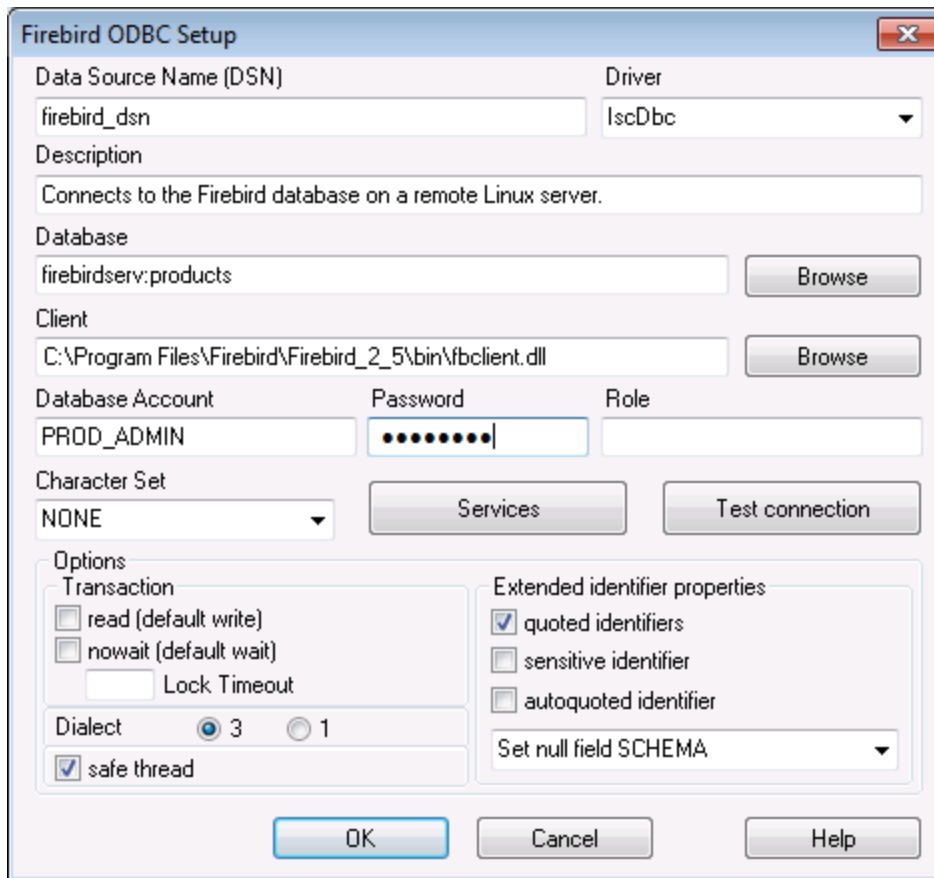 Firebird ODBC Setup
Data Source Name (DSN) Driver
firebird_dsn IscDbc
Description
Connects to the Firebird database on a remote Linux server.
Database
firebirdserv:products Browse
Client
C:\Program Files\Firebird\Firebird_2_5\bin\fbclient.dll Browse
Database Account Password Role
PROD_ADMIN ●●●●●●●●
Character Set
NONE Services Test connection
Options
Transaction Extended identifier properties
read (default write) quoted identifiers
nowait (default wait) sensitive identifier
Lock Timeout autoquoted identifier
Dialect 3 1 Set null field SCHEMA
safe thread
OK Cancel Help